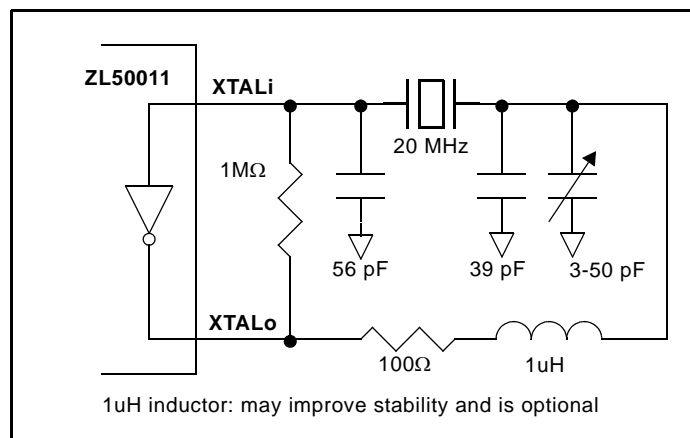 ZL50011
XTALi
20 MHz
1MΩ
56 pF
39 pF
3-50 pF
XTALo
100Ω
1uH
1uH inductor: may improve stability and is optional